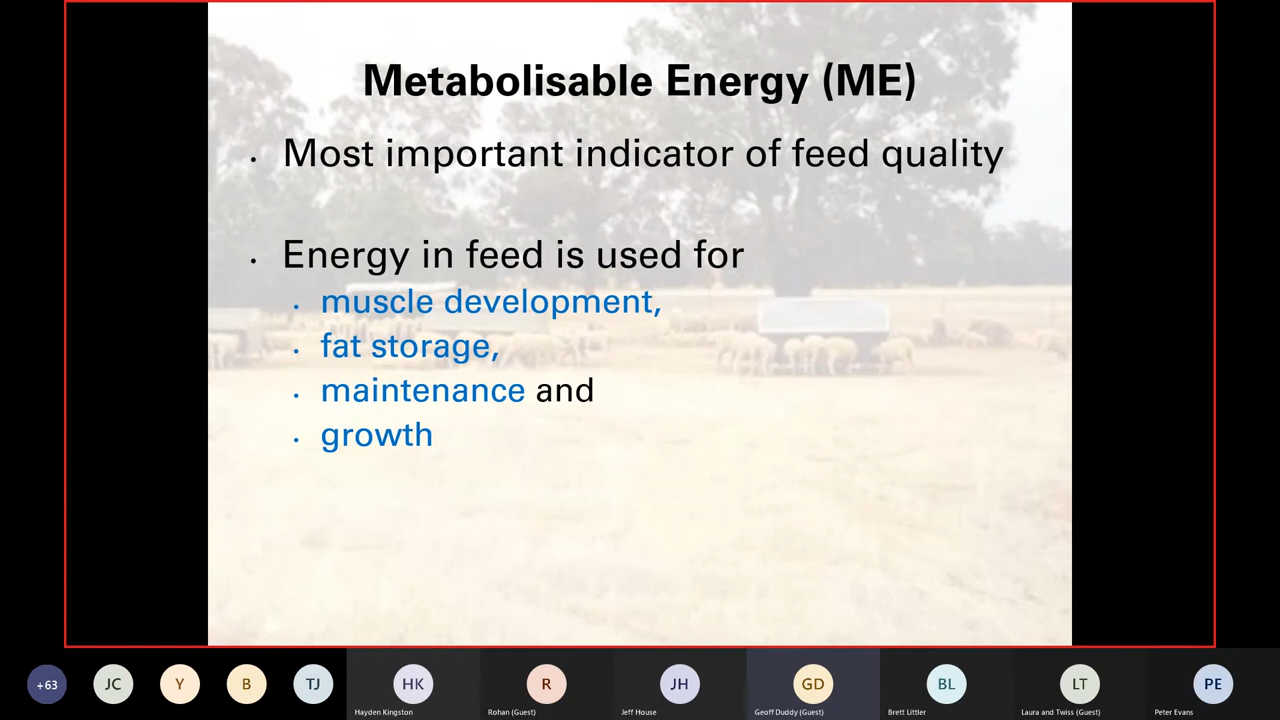 Metabolisable Energy (ME)
• Most important indicator of feed quality
• Energy in feed is used for
• muscle development,
• fat storage,
• maintenance and
• growth
+63
JC
Y
B
TJ
HK
R
JH
GD
BL
LT
PE
Hayden Kingston
Rohan (Guest)
Jeff House
Geoff Duddy (Guest)
Brett Littler
Laura and Twiss (Guest)
Peter Evans